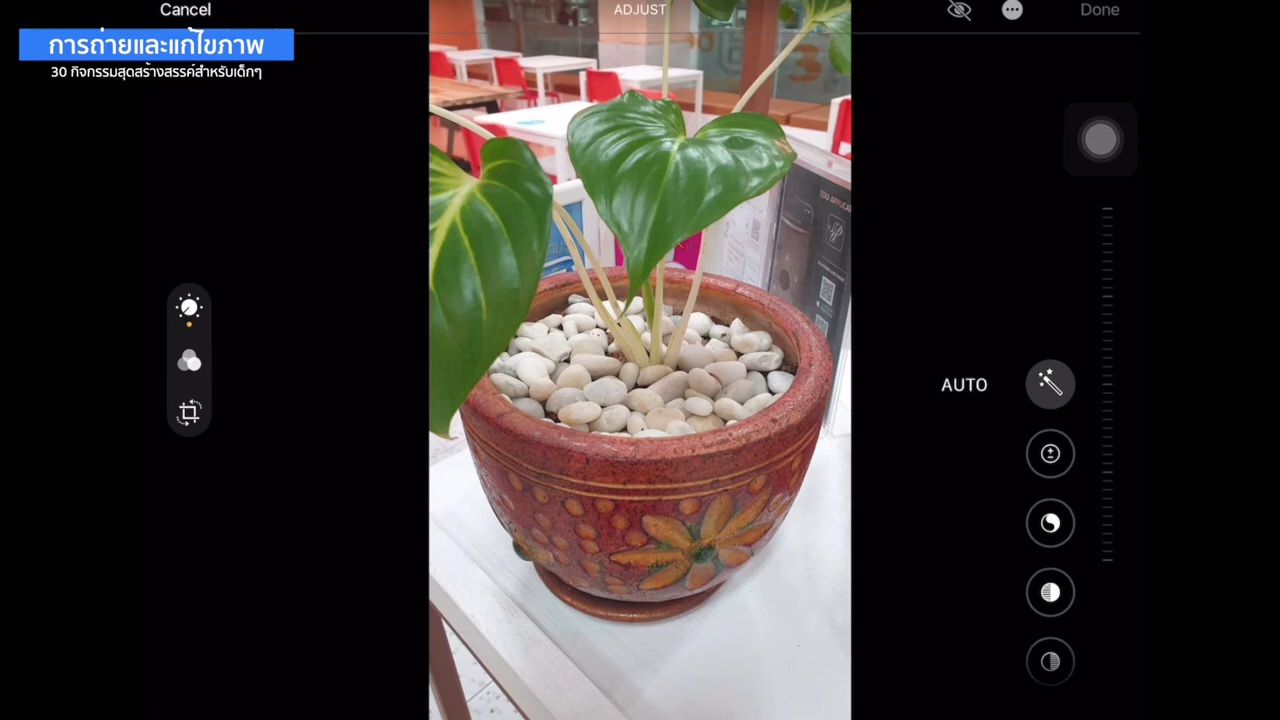 Cancel
ADJUST
Done
การถ่ายและแก้ไขภาพ
30 กิจกรรมสุดสร้างสรรค์สำหรับเด็กๆ
SDU APPLICAT
AUTO